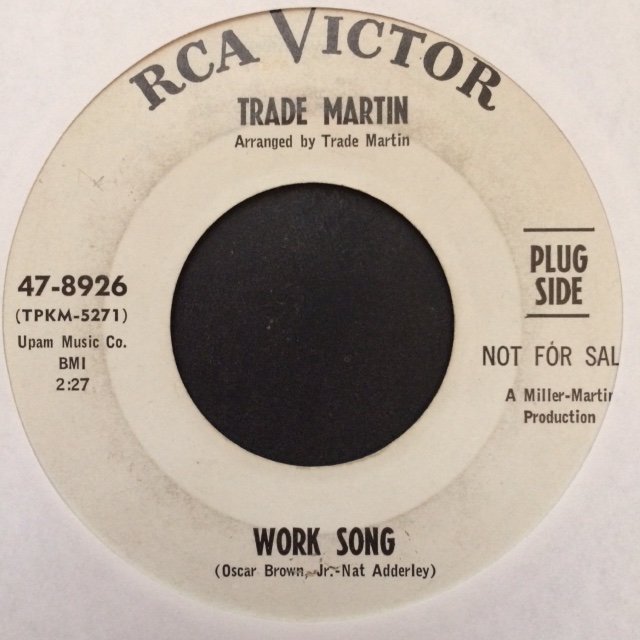 RCA VICTOR
TRADE MARTIN
Arranged by Trade Martin
47-8926
(TPKM-5271)
Upam Music Co.
BMI
2:27
PLUG
SIDE
NOT FOR SAL
A Miller-Martin
Production
WORK SONG
(Oscar Brown, Jr.-Nat Adderley)